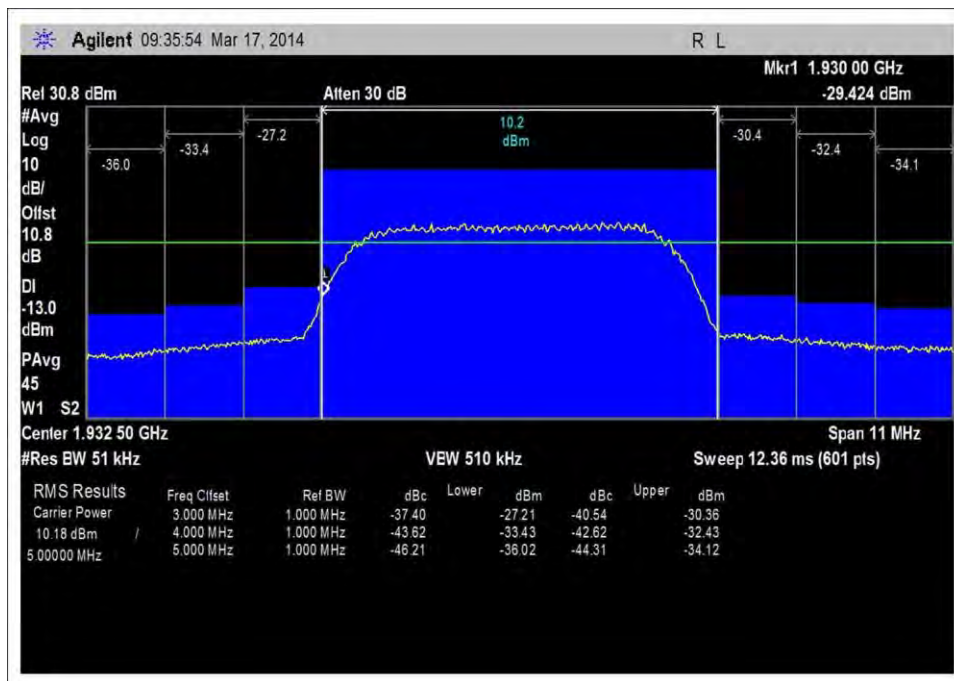 Agilent 09:35:54 Mar 17, 2014 R L
Mkr1 1.930 00 GHz
Ref 30.8 dBm Atten 30 dB -29.424 dBm
#Avg
Log
10
dB/
Offst
10.8
dB
DI
-13.0
dBm
PAvg
45
W1 S2
-36.0 -33.4 -27.2 10.2 dBm -30.4 -32.4 -34.1
1
Center 1.932 50 GHz Span 11 MHz
#Res BW 51 kHz VBW 510 kHz Sweep 12.36 ms (601 pts)
RMS Results Freq Offset Ref BW dBc Lower dBm dBc Upper dBm
Carrier Power 3.000 MHz 1.000 MHz -37.40 -27.21 -40.54 -30.36
10.18 dBm / 4.000 MHz 1.000 MHz -43.62 -33.43 -42.62 -32.43
5.00000 MHz 5.000 MHz 1.000 MHz -46.21 -36.02 -44.31 -34.12